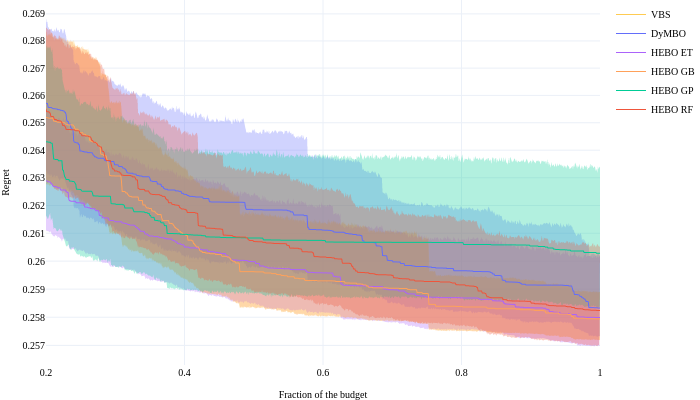 0.269
0.268
0.267
0.266
0.265
0.264
0.263
0.262
0.261
0.26
0.259
0.258
0.257
Regret
0.2
0.4
0.6
0.8
1
Fraction of the budget
VBS
DyMBO
HEBO ET
HEBO GB
HEBO GP
HEBO RF